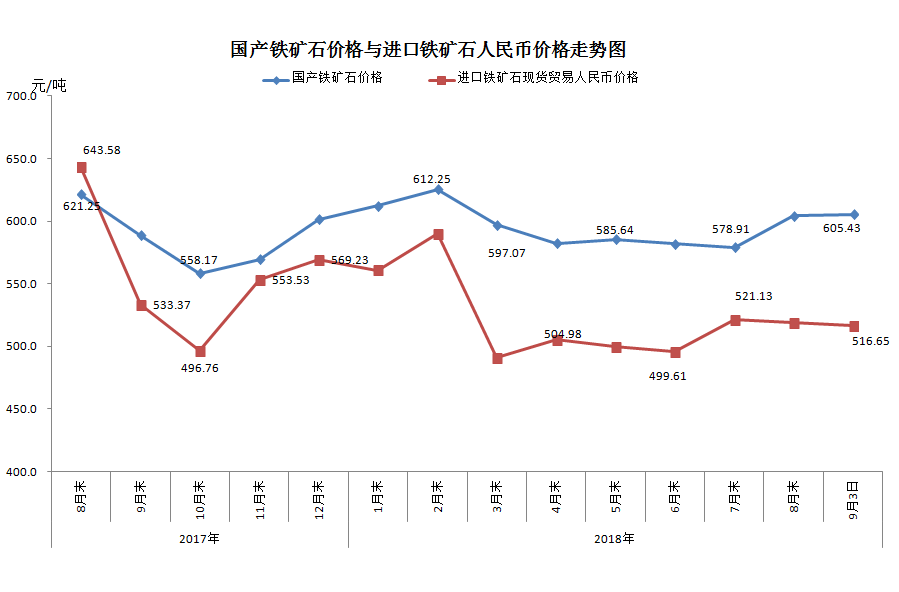 国产铁矿石价格与进口铁矿石人民币价格走势图
国产铁矿石价格
进口铁矿石现货贸易人民币价格
元/吨
700.0
650.0
600.0
550.0
500.0
450.0
400.0
643.58
621.25
533.37
558.17
496.76
553.53
569.23
612.25
597.07
504.98
585.64
499.61
578.91
521.13
605.43
516.65
8月末
9月末
10月末
11月末
12月末
1月末
2月末
3月末
4月末
5月末
6月末
7月末
8月末
9月3日
2017年
2018年